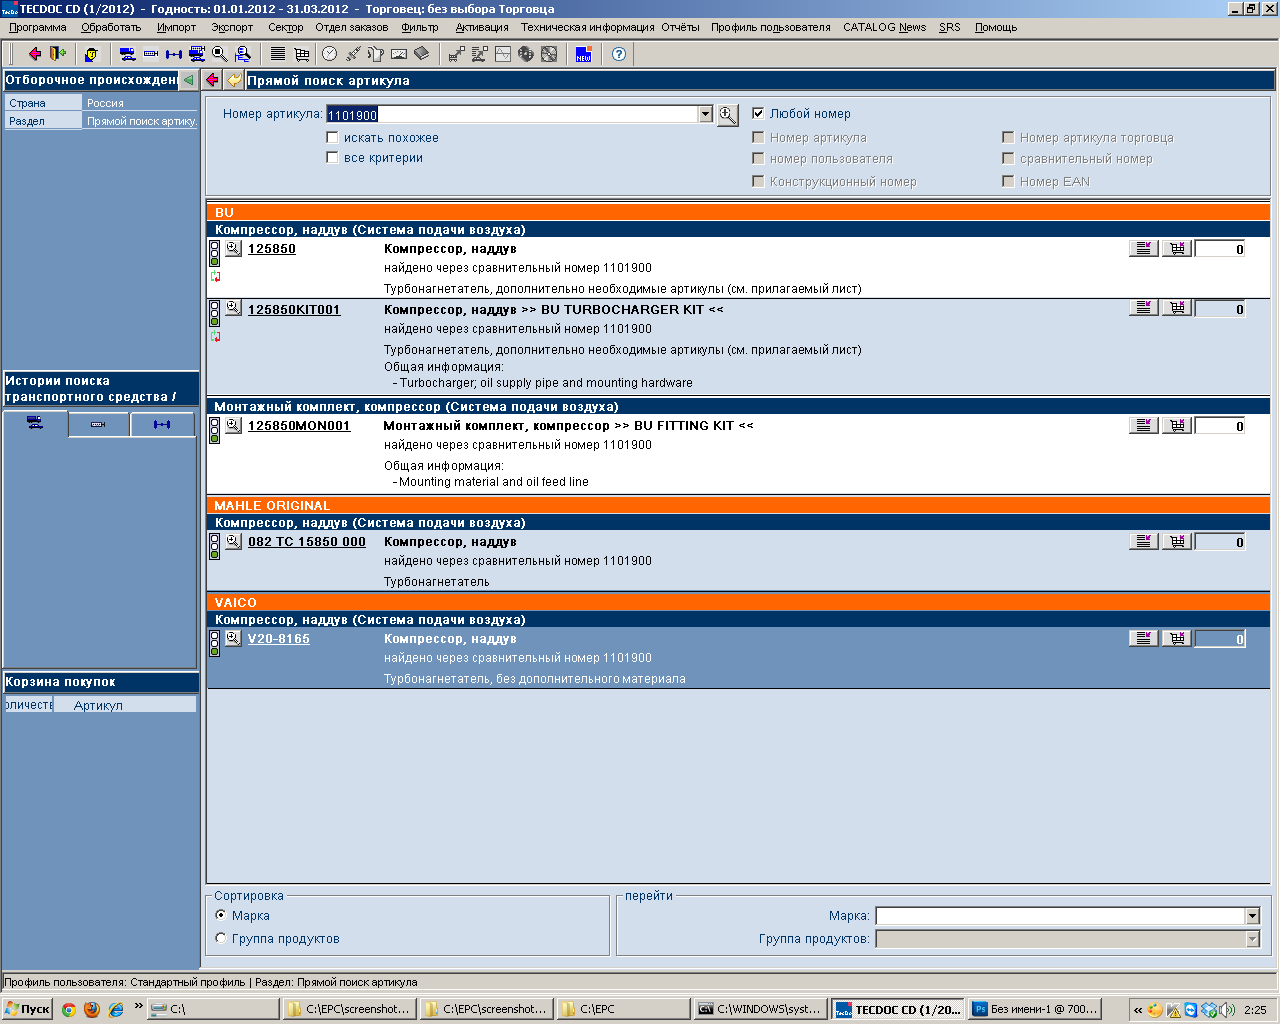 TECDOC CD (1/2012)  -  Годность: 01.01.2012 - 31.03.2012  -  Торговец: без выбора Торговца
Программа Обработать Импорт Экспорт Сектор Отдел заказов Фильтр Активация Техническая информация Отчёты Профиль пользователя CATALOG News SRS Помощь
NEW
Отборочное происхожден
Прямой поиск артикула
Страна Россия
Раздел Прямой поиск артику.
Номер артикула: 1101900
Любой номер
искать похожее
Номер артикула
Номер артикула торговца
все критерии
номер пользователя
сравнительный номер
Конструкционный номер
Номер EAN
BU
Компрессор, наддув (Система подачи воздуха)
125850 Компрессор, наддув 0
найдено через сравнительный номер 1101900
Турбонагнетатель, дополнительно необходимые артикулы (см. прилагаемый лист)
125850KIT001 Компрессор, наддув >> BU TURBOCHARGER KIT << 0
найдено через сравнительный номер 1101900
Турбонагнетатель, дополнительно необходимые артикулы (см. прилагаемый лист)
Общая информация:
- Turbocharger, oil supply pipe and mounting hardware
Монтажный комплект, компрессор (Система подачи воздуха)
125850MON001 Монтажный комплект, компрессор >> BU FITTING KIT << 0
найдено через сравнительный номер 1101900
Общая информация:
- Mounting material and oil feed line
MAHLE ORIGINAL
Компрессор, наддув (Система подачи воздуха)
082 TC 15850 000 Компрессор, наддув 0
найдено через сравнительный номер 1101900
Турбонагнетатель
VAICO
Компрессор, наддув (Система подачи воздуха)
V20-8165 Компрессор, наддув 0
найдено через сравнительный номер 1101900
Турбонагнетатель, без дополнительного материала
Истории поиска
транспортного средства /
Корзина покупок
оличеств Артикул
Сортировка
Марка
Группа продуктов
перейти
Марка:
Группа продуктов:
Профиль пользователя: Стандартный профиль | Раздел: Прямой поиск артикула
Пуск » C:\ C:\EPC\screenshot... C:\EPC\screenshot... C:\EPC C:\WINDOWS\syst... TECDOC CD (1/20... Без имени-1 @ 700... « 2:25